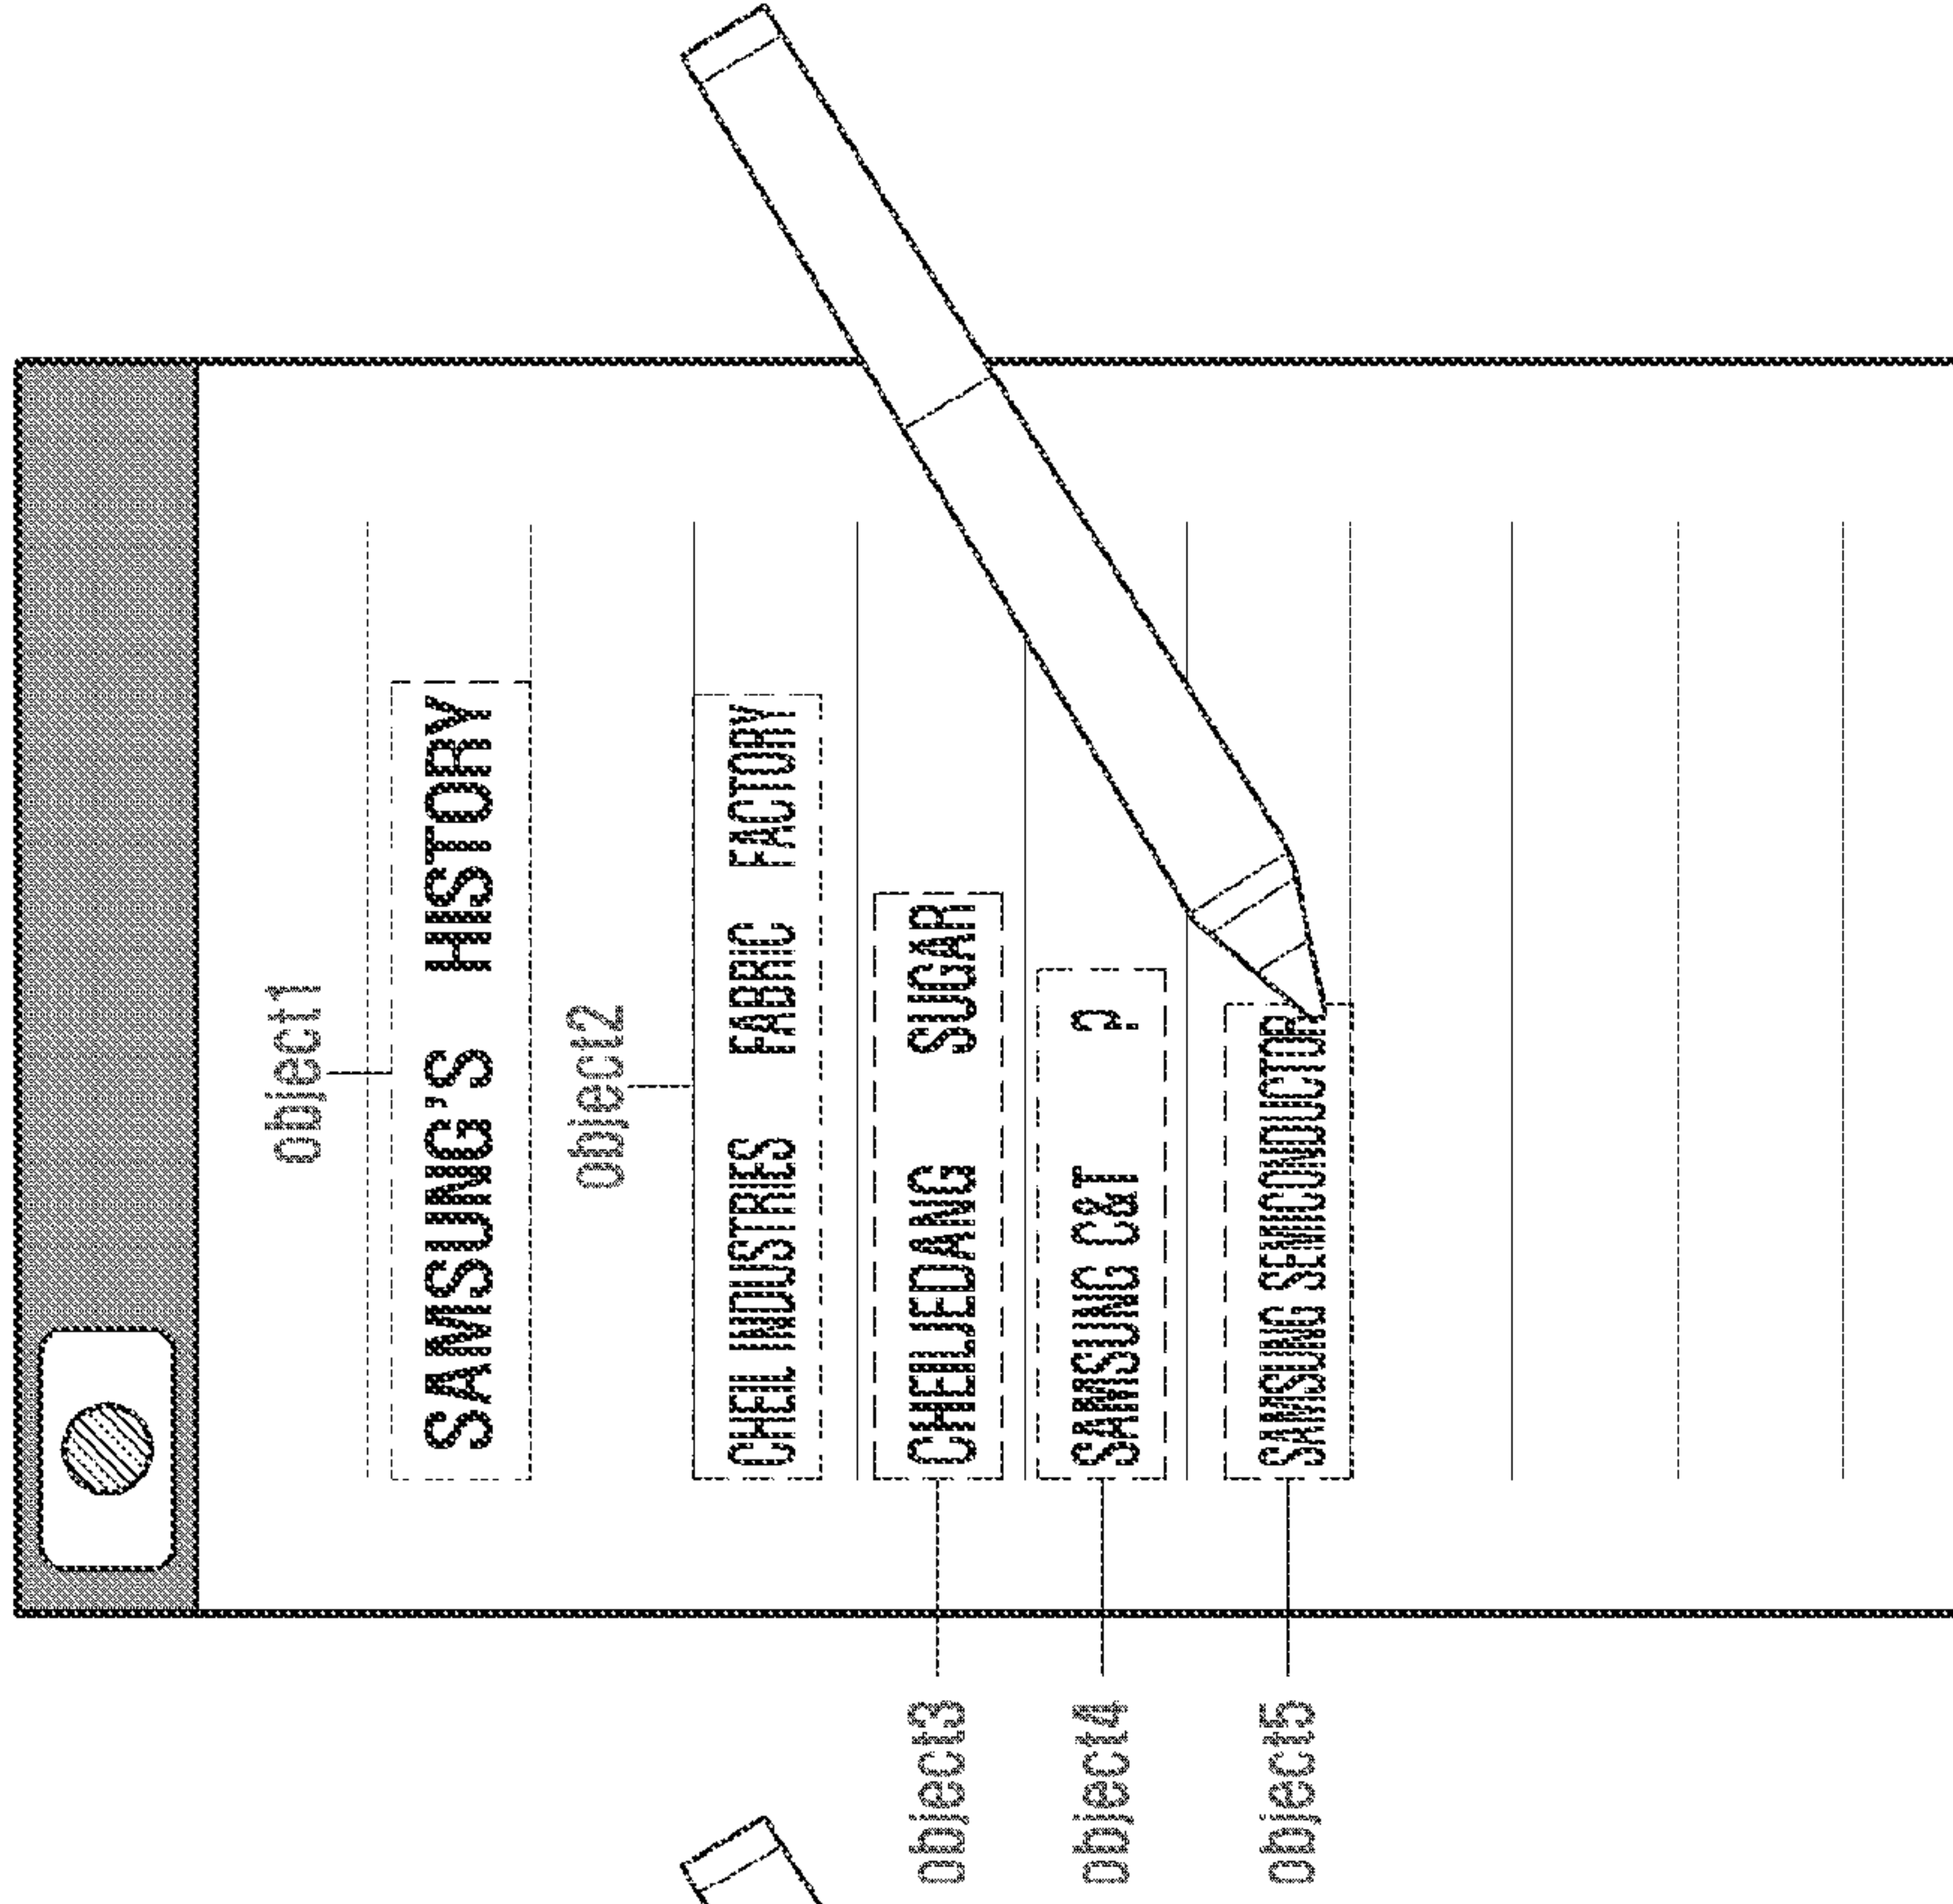 object1
SAMSUNG'S HISTORY
object2
CHEIL INDUSTRIES FABRIC FACTORY
object3
CHEILJEDANG SUGAR
object4
SAMSUNG C&T ?
object5
SAMSUNG SEMICONDUCTOR